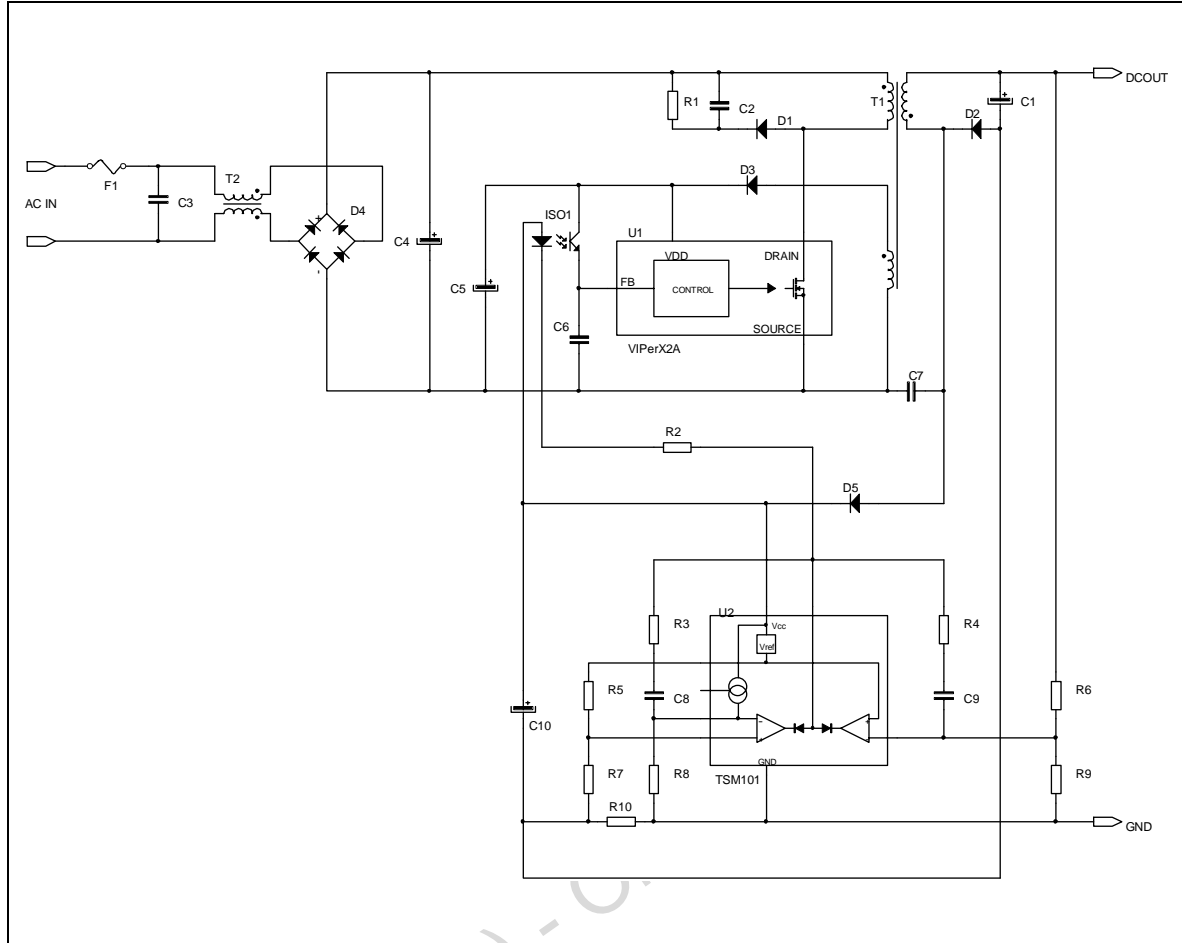 DCOUT
R1
C2
D1
T1
D2
C1
+
AC IN
F1
C3
T2
D4
+
-
C4
+
D3
ISO1
U1
VDD
DRAIN
FB
CONTROL
SOURCE
VIPerX2A
C5
+
C6
C7
R2
D5
U2
R3
Vcc
Vref
R4
R5
C8
C9
R6
C10
+
-
+
+
-
GND
TSM101
R7
R8
R9
R10
GND